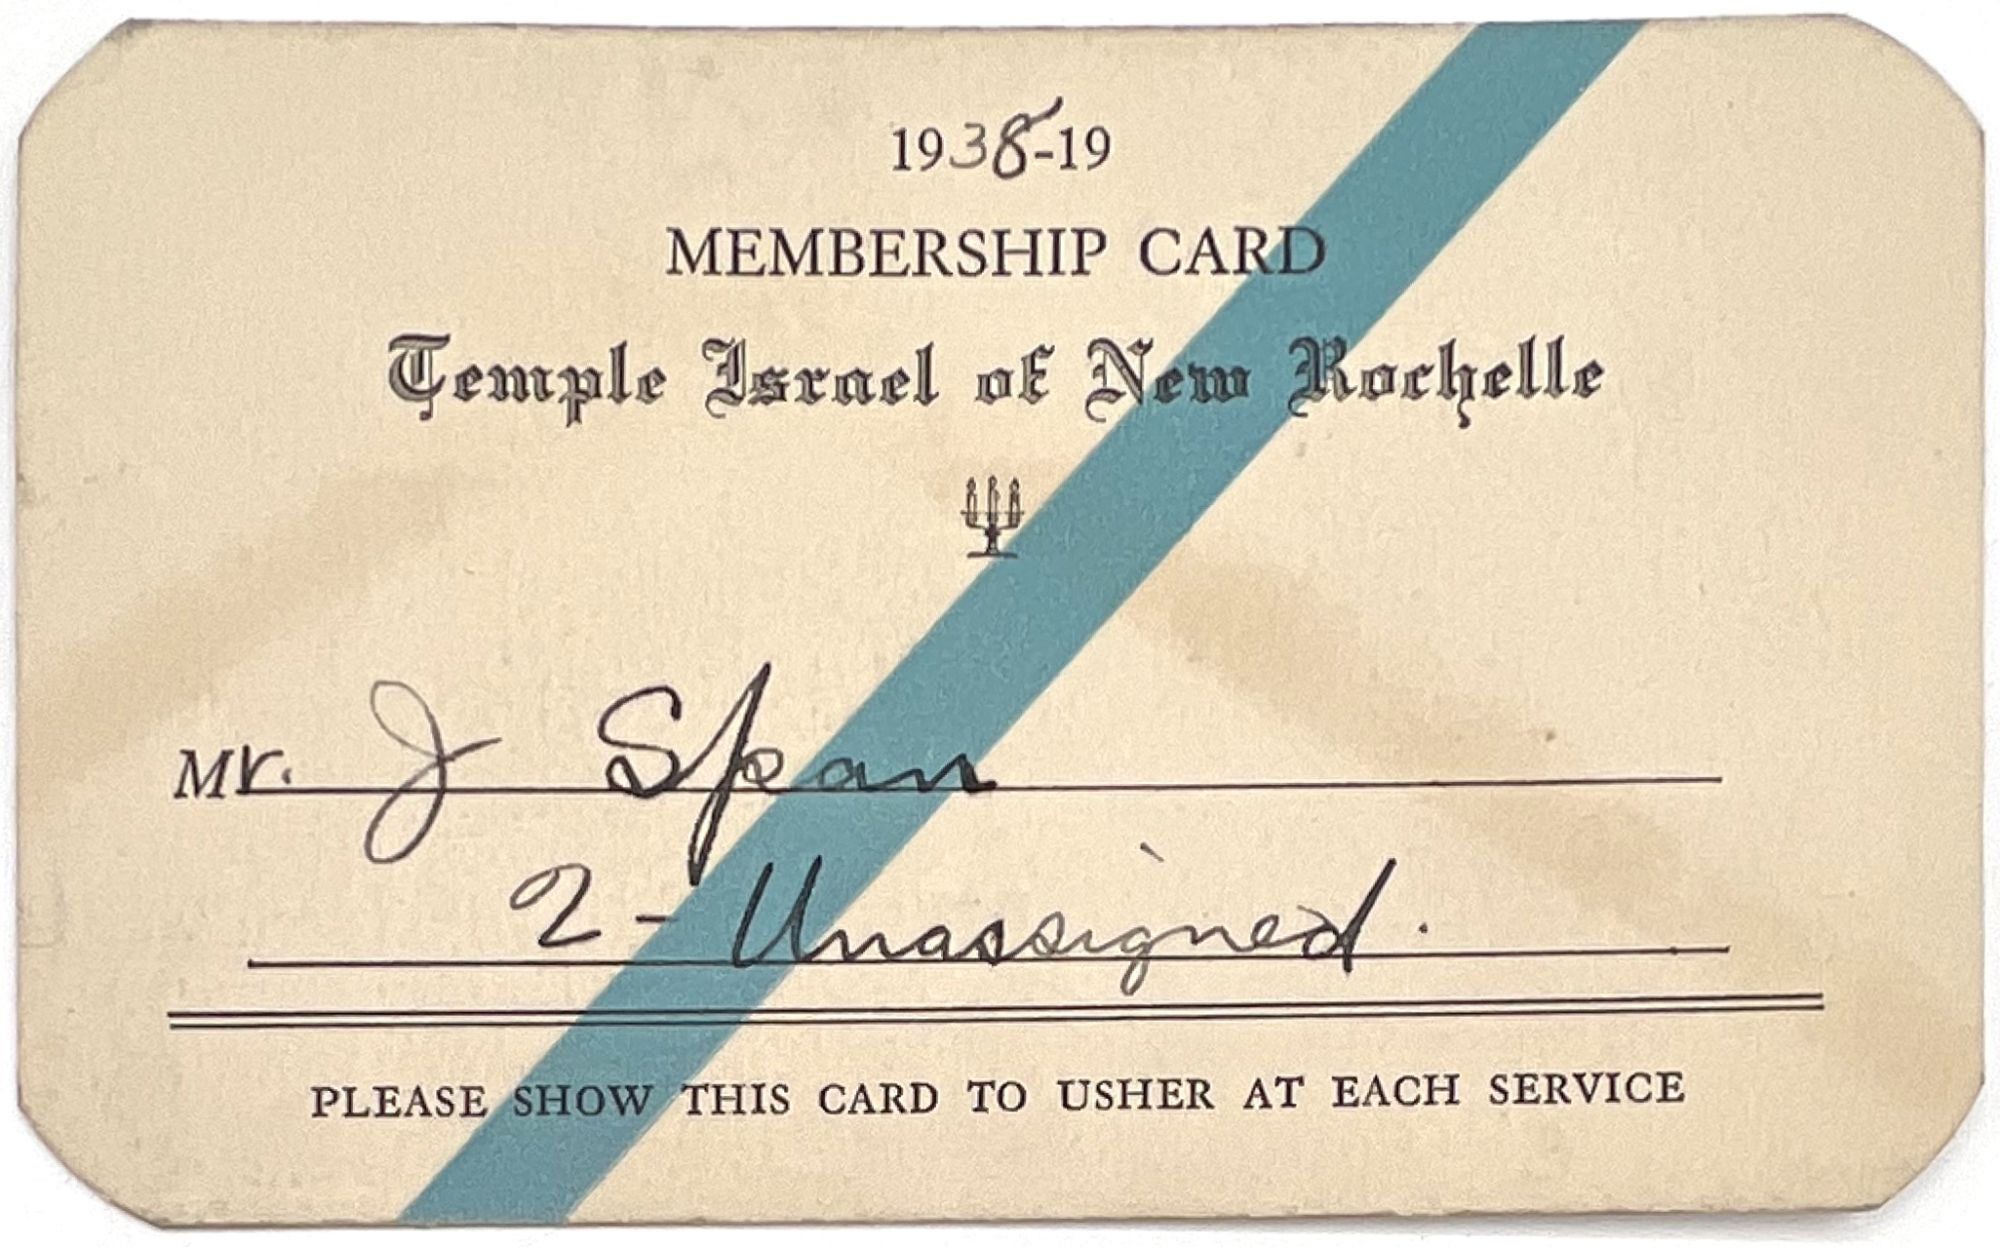 1938-19
MEMBERSHIP CARD
Temple Israel of New Rochelle
Mr. J Span
2 - Unassigned.
PLEASE SHOW THIS CARD TO USHER AT EACH SERVICE